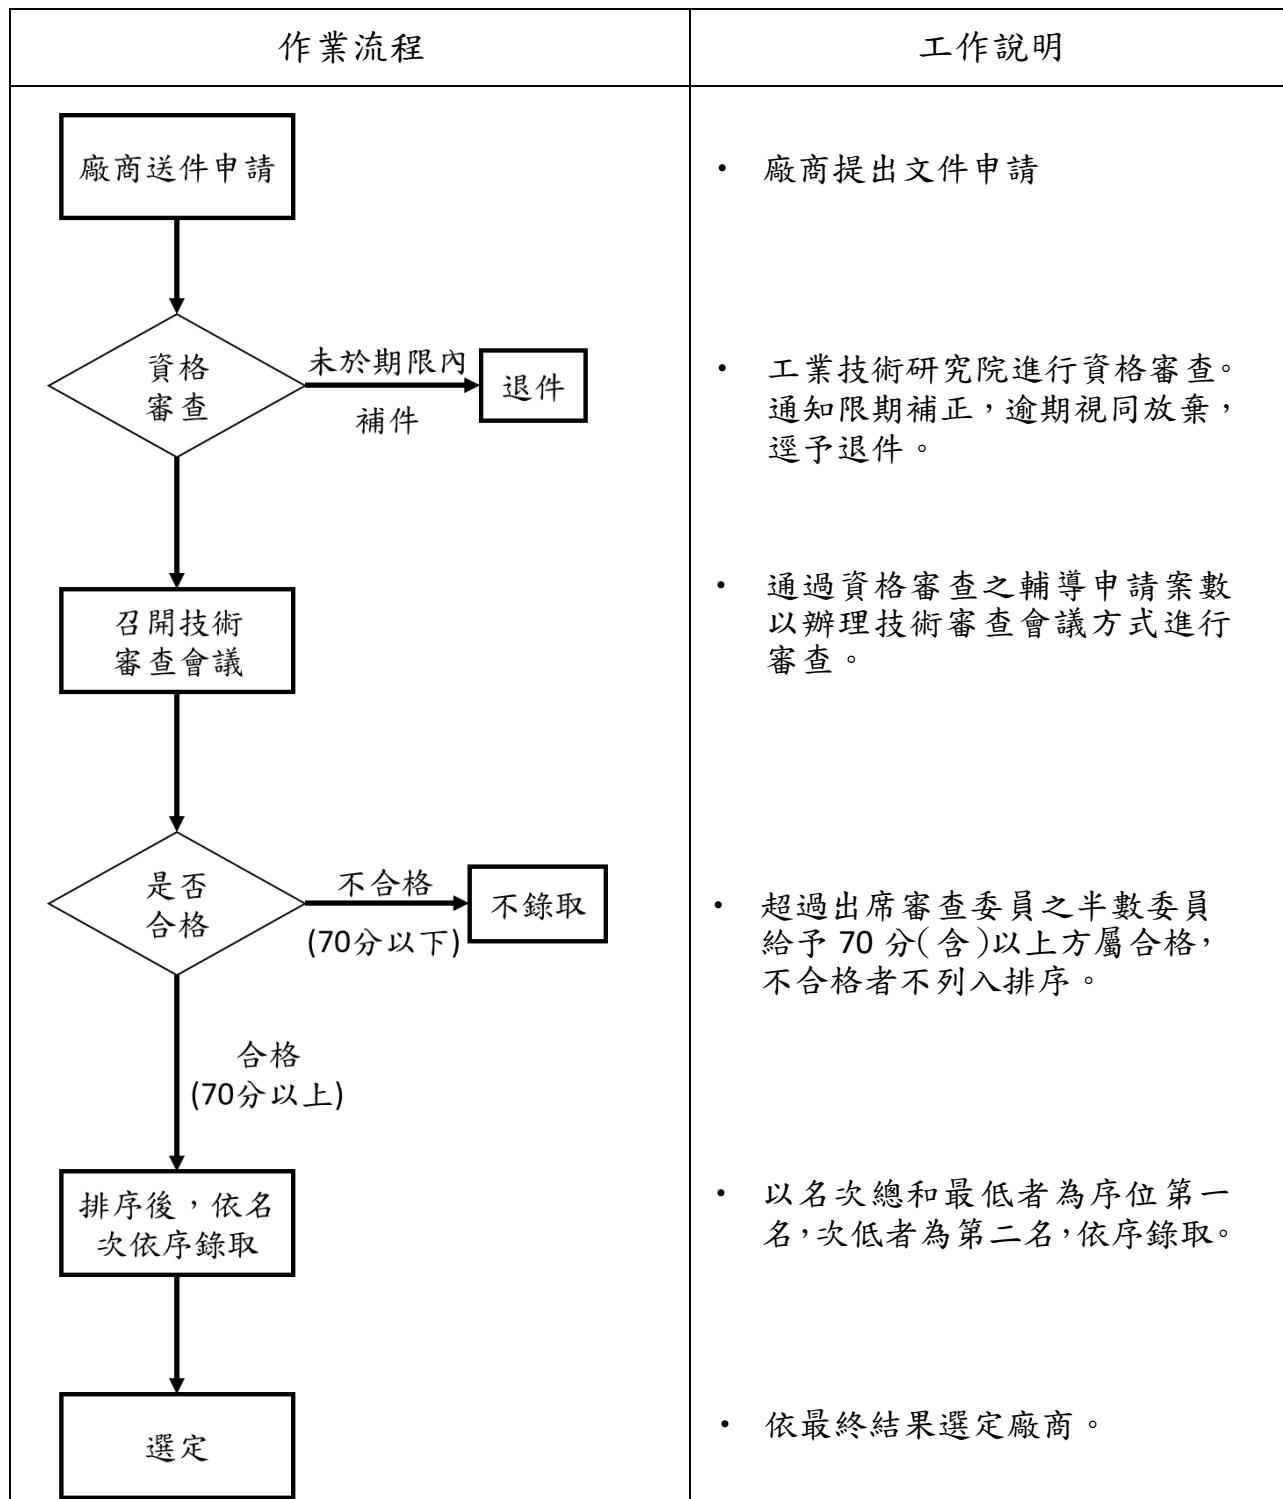 作業流程
工作說明
廠商送件申請
• 廠商提出文件申請
資格
審查
未於期限內
補件
退件
• 工業技術研究院進行資格審查。
通知限期補正，逾期視同放棄，
逕予退件。
召開技術
審查會議
• 通過資格審查之輔導申請案數
以辦理技術審查會議方式進行
審查。
是否
合格
不合格
(70分以下)
不錄取
• 超過出席審查委員之半數委員
給予 70 分(含)以上方屬合格，
不合格者不列入排序。
合格
(70分以上)
排序後，依名
次依序錄取
• 以名次總和最低者為序位第一
名，次低者為第二名，依序錄取。
選定
• 依最終結果選定廠商。